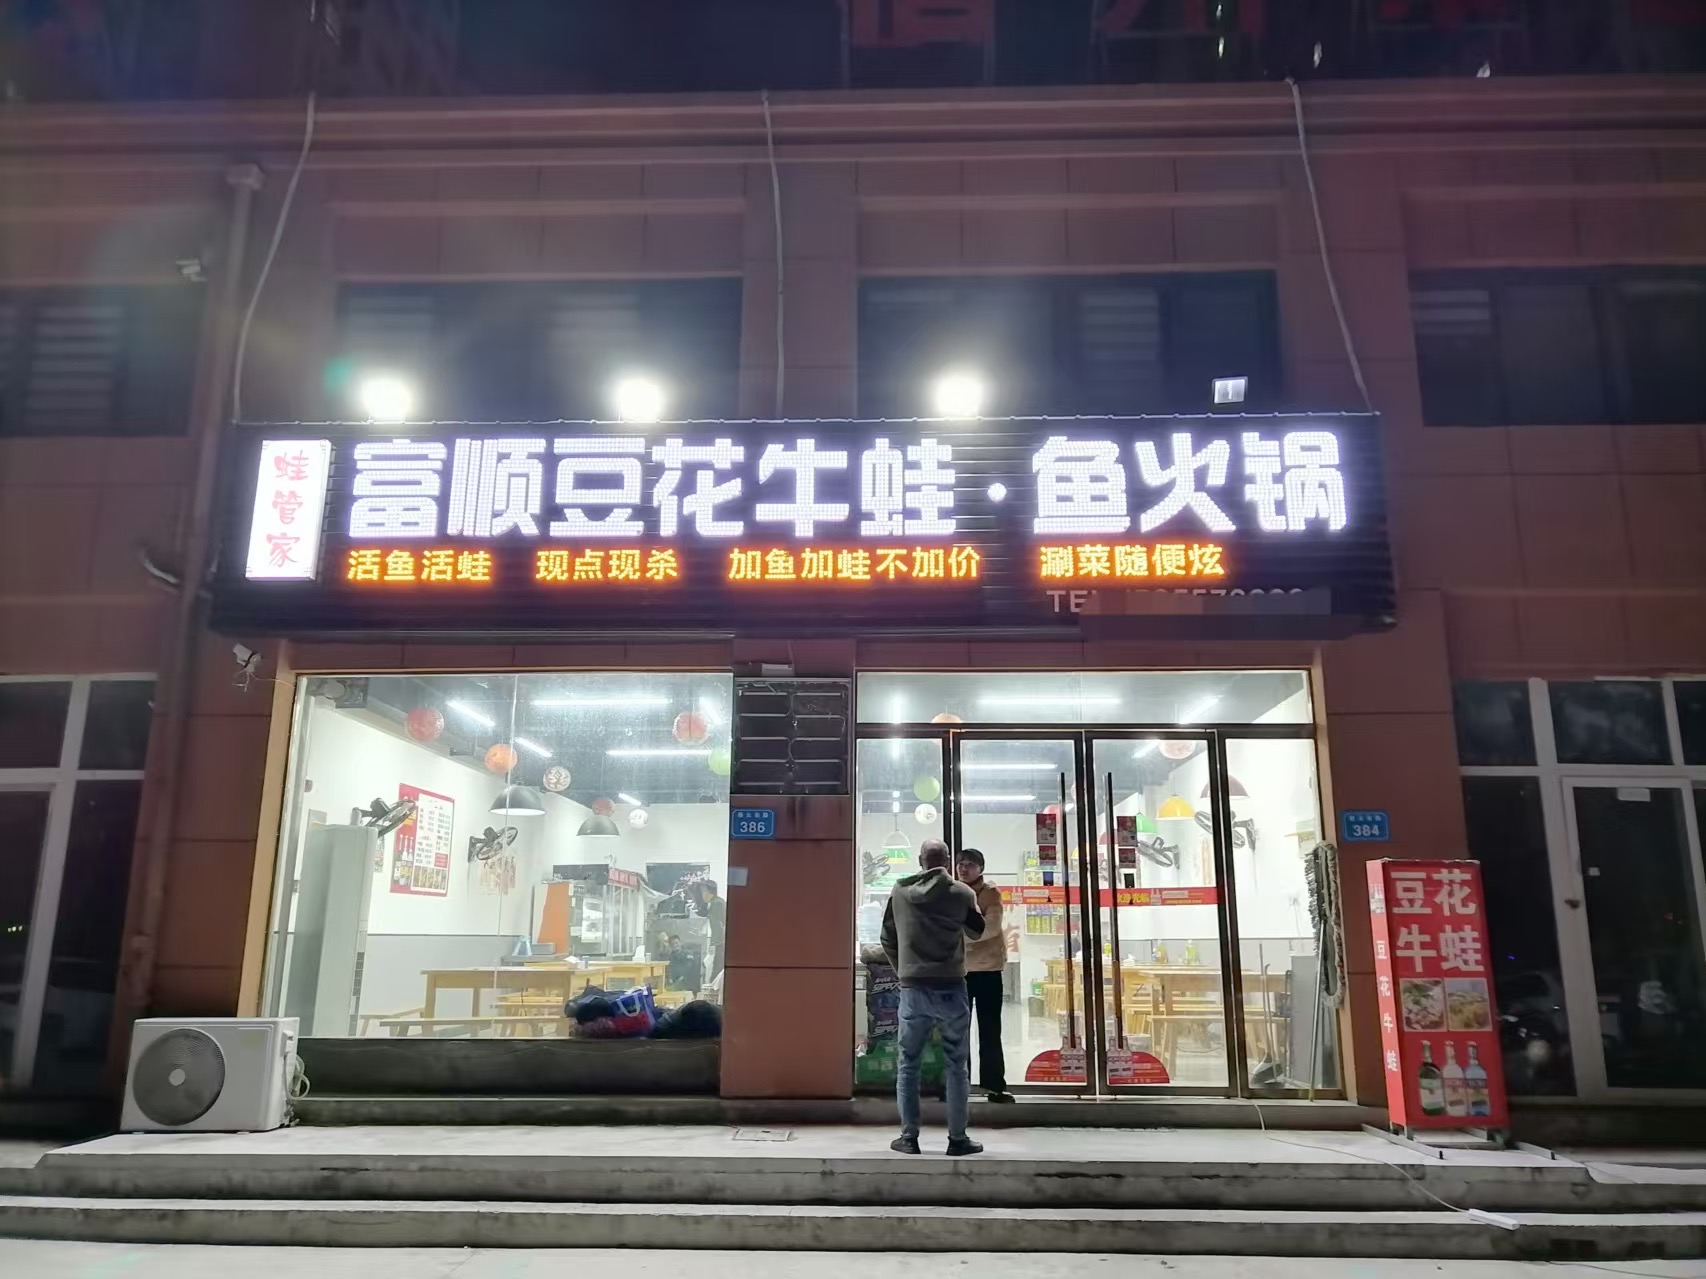 蛙管家
富顺豆花牛蛙·鱼火锅
活鱼活蛙 现点现杀 加鱼加蛙不加价 涮菜随便炫
386
384
豆花
牛蛙
豆花牛蛙